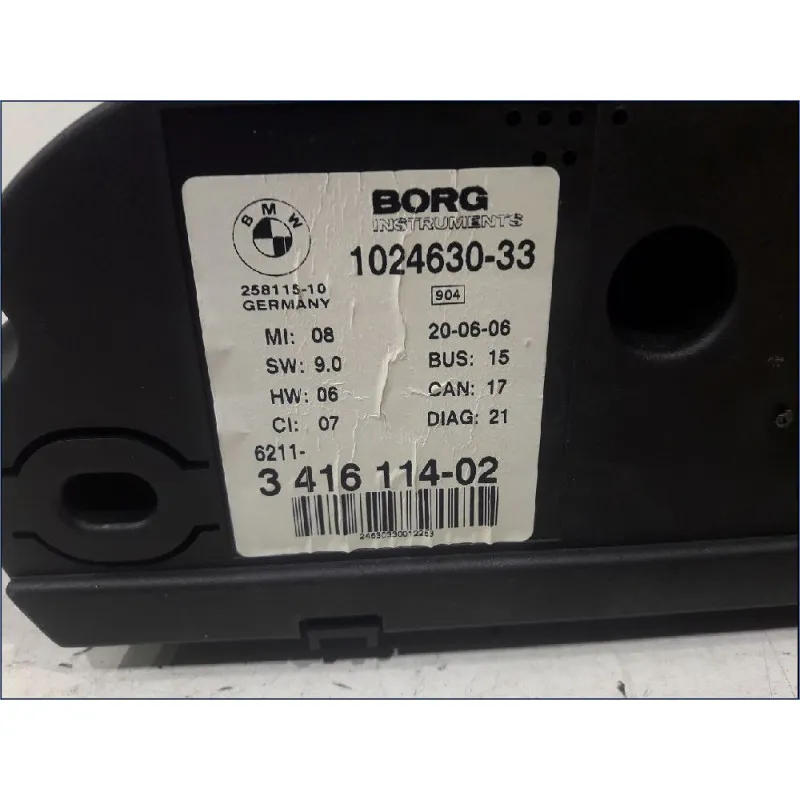 BMW
BORG
INSTRUMENTS
1024630-33
258115-10
GERMANY
904
MI: 08
20-06-06
SW: 9.0
BUS: 15
HW: 06
CAN: 17
CI: 07
DIAG: 21
6211-
3 416 114-02
24630330012253